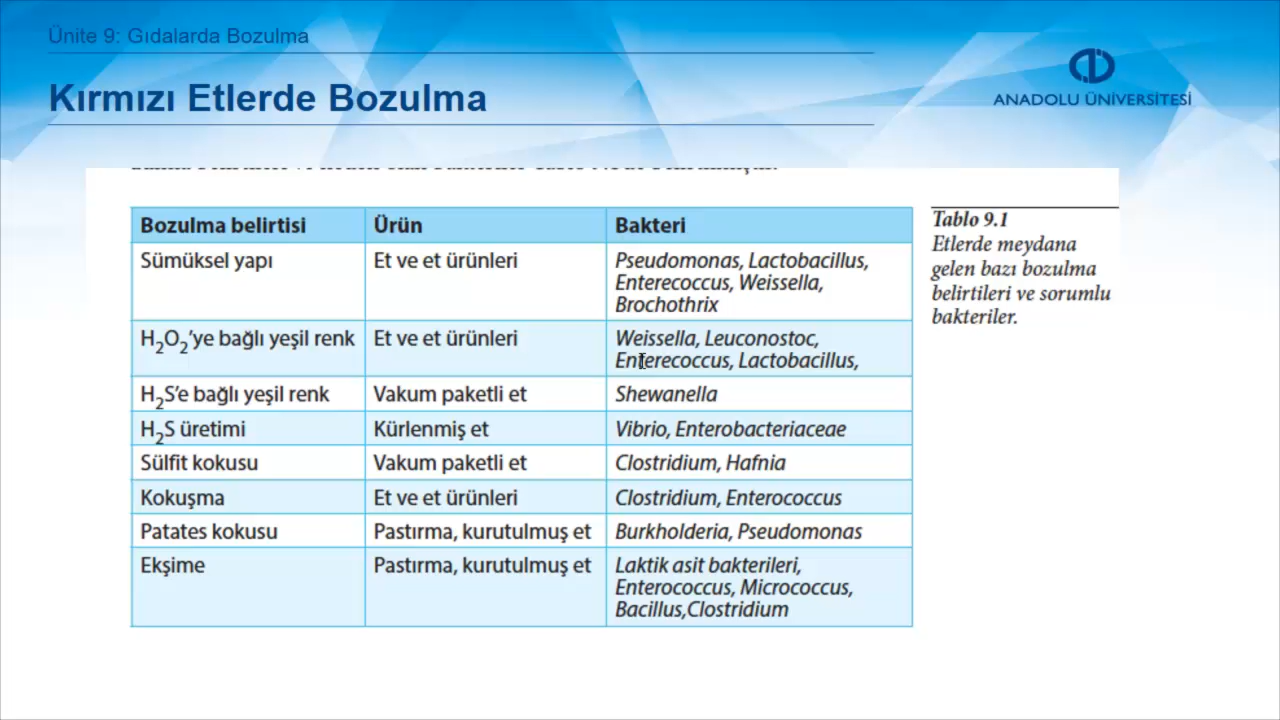 Ünite 9: Gıdalarda Bozulma
Kırmızı Etlerde Bozulma
ANADOLU ÜNİVERSİTESİ
Bozulma belirtisi Ürün Bakteri
Sümüksel yapı Et ve et ürünleri Pseudomonas, Lactobacillus,
Enterecoccus, Weissella,
Brochothrix
H₂O₂'ye bağlı yeşil renk Et ve et ürünleri Weissella, Leuconostoc,
Enterecoccus, Lactobacillus,
H₂S'e bağlı yeşil renk Vakum paketli et Shewanella
H₂S üretimi Kürlenmiş et Vibrio, Enterobacteriaceae
Sülfit kokusu Vakum paketli et Clostridium, Hafnia
Kokuşma Et ve et ürünleri Clostridium, Enterococcus
Patates kokusu Pastırma, kurutulmuş et Burkholderia, Pseudomonas
Ekşime Pastırma, kurutulmuş et Laktik asit bakterileri,
Enterococcus, Micrococcus,
Bacillus,Clostridium
Tablo 9.1
Etlerde meydana
gelen bazı bozulma
belirtileri ve sorumlu
bakteriler.